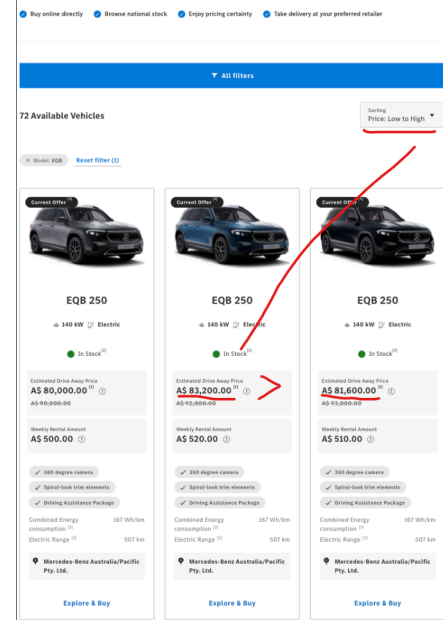 Buy online directly
Browse national stock
Enjoy pricing certainty
Take delivery at your preferred retailer
All filters
72 Available Vehicles
Sorting
Price: Low to High
× Model: EQB
Reset filter (1)
Current Offer
EQB 250
140 kW Electric
In Stock
Estimated Drive Away Price
A$ 80,000.00
A$ 90,000.00
Weekly Rental Amount
A$ 500.00
360 degree camera
Spiral-look trim elements
Driving Assistance Package
Combined Energy consumption 167 Wh/km
Electric Range 507 km
Mercedes-Benz Australia/Pacific
Pty. Ltd.
Explore & Buy
Current Offer
EQB 250
140 kW Electric
In Stock
Estimated Drive Away Price
A$ 83,200.00
A$ 92,000.00
Weekly Rental Amount
A$ 520.00
360 degree camera
Spiral-look trim elements
Driving Assistance Package
Combined Energy consumption 167 Wh/km
Electric Range 507 km
Mercedes-Benz Australia/Pacific
Pty. Ltd.
Explore & Buy
Current Offer
EQB 250
140 kW Electric
In Stock
Estimated Drive Away Price
A$ 81,600.00
Weekly Rental Amount
A$ 510.00
360 degree camera
Spiral-look trim elements
Driving Assistance Package
Combined Energy consumption 167 Wh/km
Electric Range 507 km
Mercedes-Benz Australia/Pacific
Pty. Ltd.
Explore & Buy